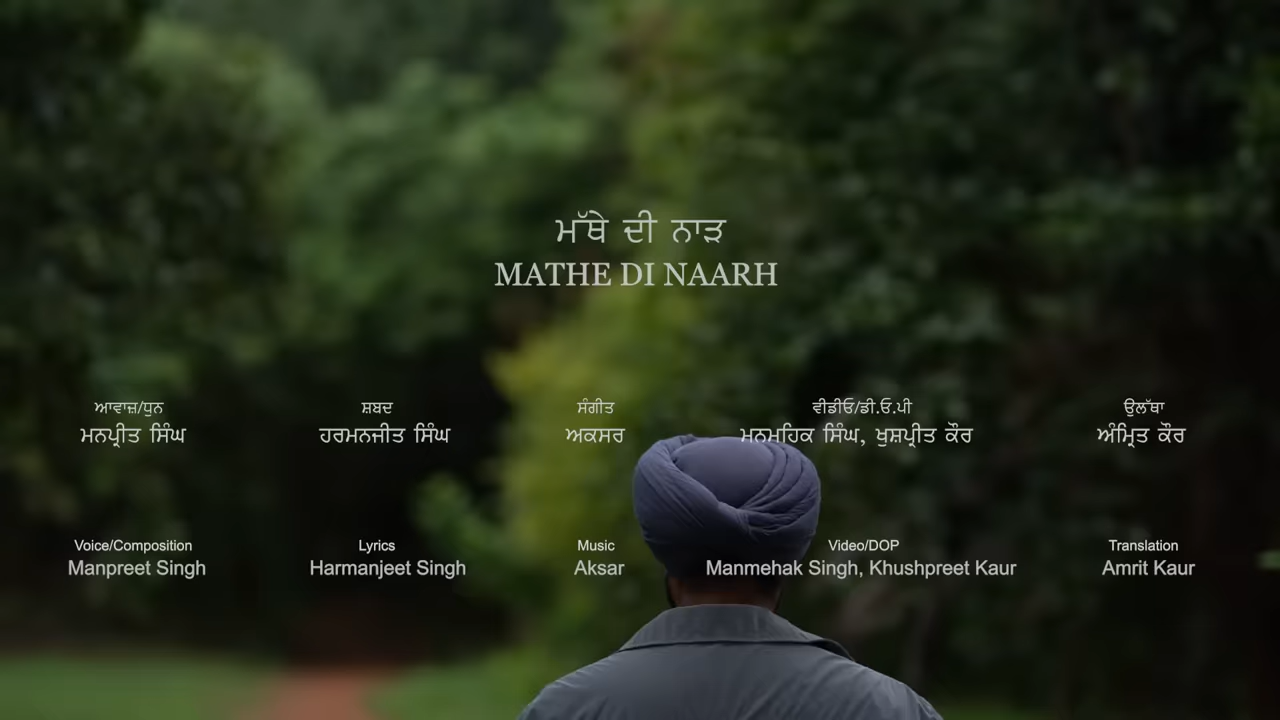 ਮੱਥੇ ਦੀ ਨਾੜ
MATHE DI NAARH
ਆਵਾਜ਼/ਧੁਨ
ਮਨਪ੍ਰੀਤ ਸਿੰਘ
ਸ਼ਬਦ
ਹਰਮਨਜੀਤ ਸਿੰਘ
ਸੰਗੀਤ
ਅਕਸਰ
ਵੀਡੀਓ/ਡੀ.ਓ.ਪੀ
ਮਨਮਹਿਕ ਸਿੰਘ, ਖੁਸ਼ਪ੍ਰੀਤ ਕੌਰ
ਉਲੱਥਾ
ਅੰਮ੍ਰਿਤ ਕੌਰ
Voice/Composition
Manpreet Singh
Lyrics
Harmanjeet Singh
Music
Aksar
Video/DOP
Manmehak Singh, Khushpreet Kaur
Translation
Amrit Kaur